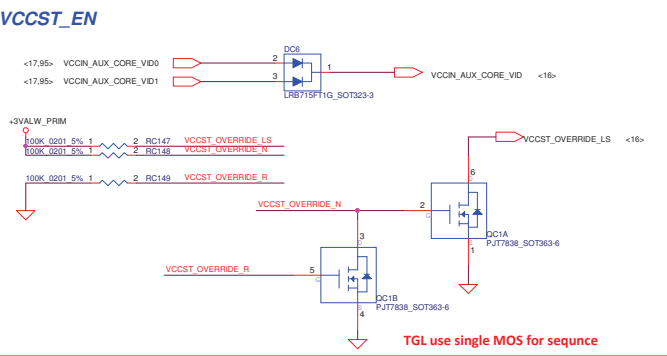 VCCST_EN
DC6
<17,95> VCCIN_AUX_CORE_VID0 2
1 VCCIN_AUX_CORE_VID <16>
<17,95> VCCIN_AUX_CORE_VID1 3
LRB715FT1G_SOT323-3
+3VALW_PRIM
100K_0201_5% 1 2 RC147 VCCST_OVERRIDE_LS
100K_0201_5% 1 2 RC148 VCCST_OVERRIDE_N
VCCST_OVERRIDE_LS <16>
100K_0201_5% 1 2 RC149 VCCST_OVERRIDE_R
6
D
VCCST_OVERRIDE_N 2
G
QC1A
S PJT7838_SOT363-6
1
3
D
VCCST_OVERRIDE_R 5
G
QC1B
S PJT7838_SOT363-6
4
TGL use single MOS for sequnce